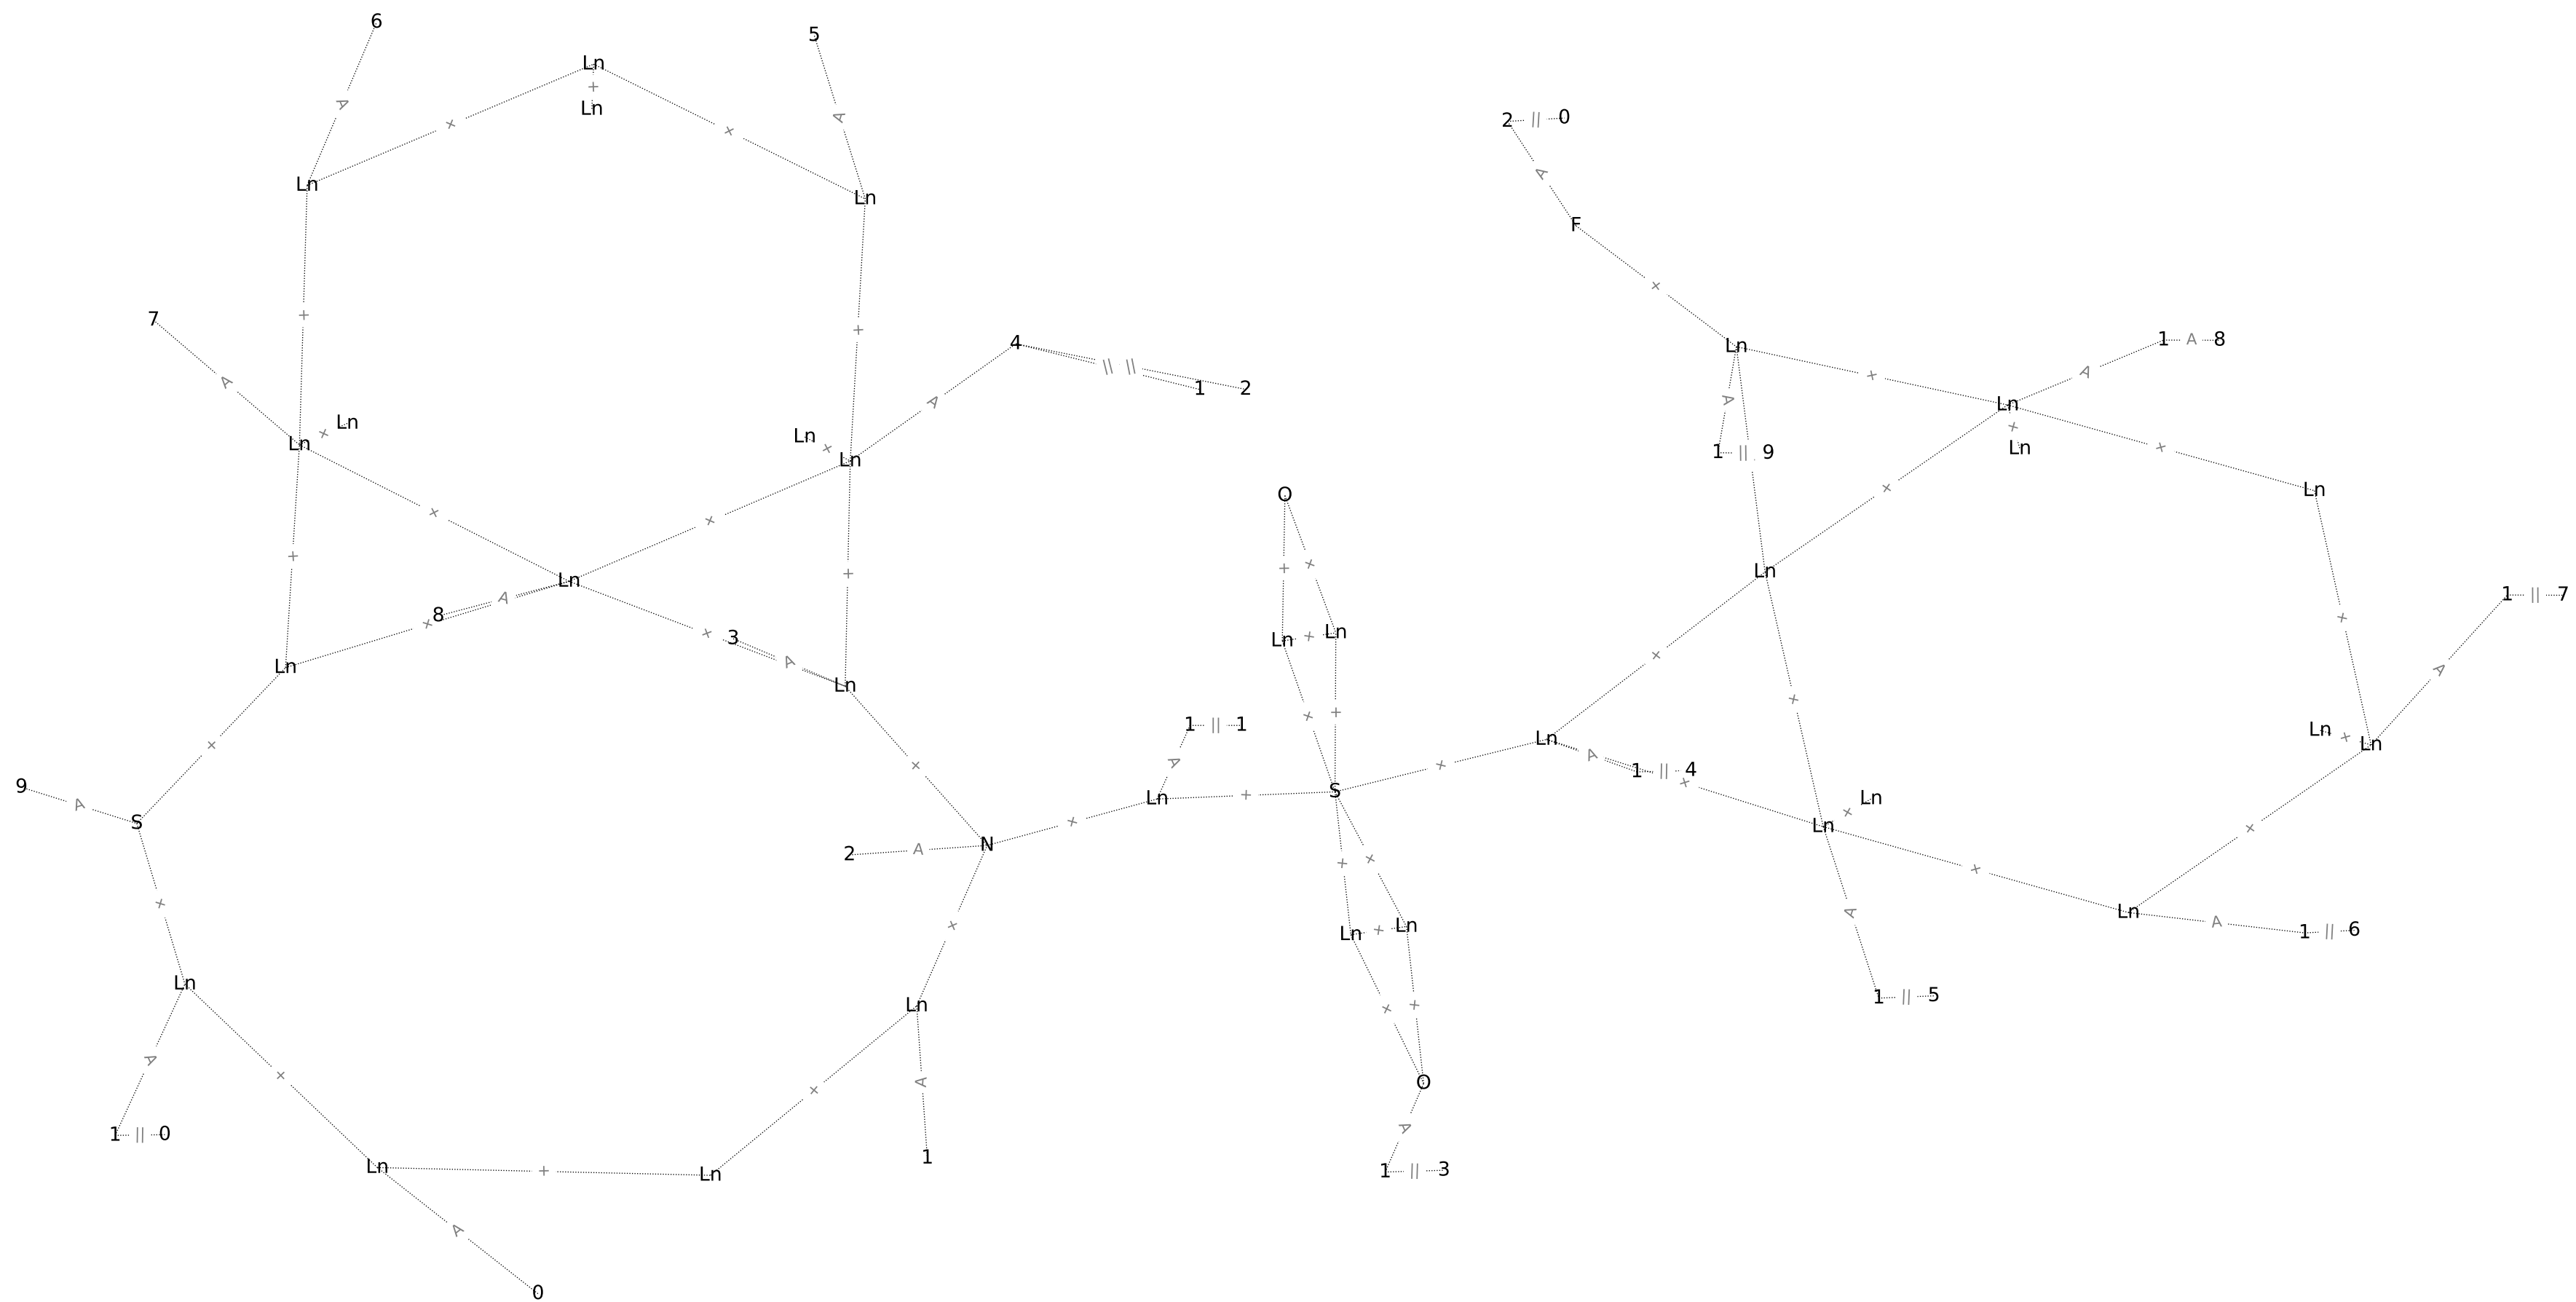 6
5
Ln
+
Ln
A
A
+
+
2 || 0
Ln
Ln
A
F
+
+
+
7
4
Ln
1 A 8
A
A
+
A
|| ||
1
2
A
Ln
Ln
+
Ln
+
Ln
+
Ln
+
Ln
+
1 || 9
+
Ln
O
+
+
+
Ln
+
+
+
+
Ln
8
A
+
3
+
A
Ln + Ln
+
Ln
Ln
+
+
+
1 || 7
1 || 1
+
A
+
A
+
Ln
+
Ln
9
A
S
Ln
+
S
+
Ln
A
1 || 4
+
+
Ln
+
N
A
2
+
+
+
Ln
+
+
+
Ln + Ln
+
Ln
A
1 || 6
Ln
Ln
+
+
A
1 || 5
A
+
+
A
O
1 || 0
Ln
+
Ln
1
A
1 || 3
A
0